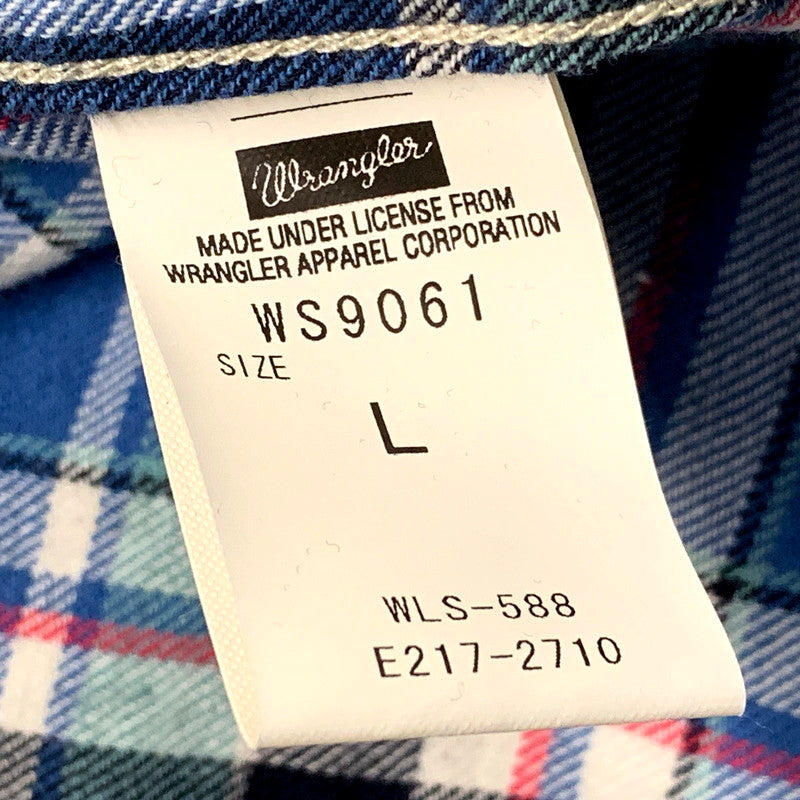 Wrangler
MADE UNDER LICENSE FROM
WRANGLER APPAREL CORPORATION
WS9061
SIZE
L
WLS-588
E217-2710